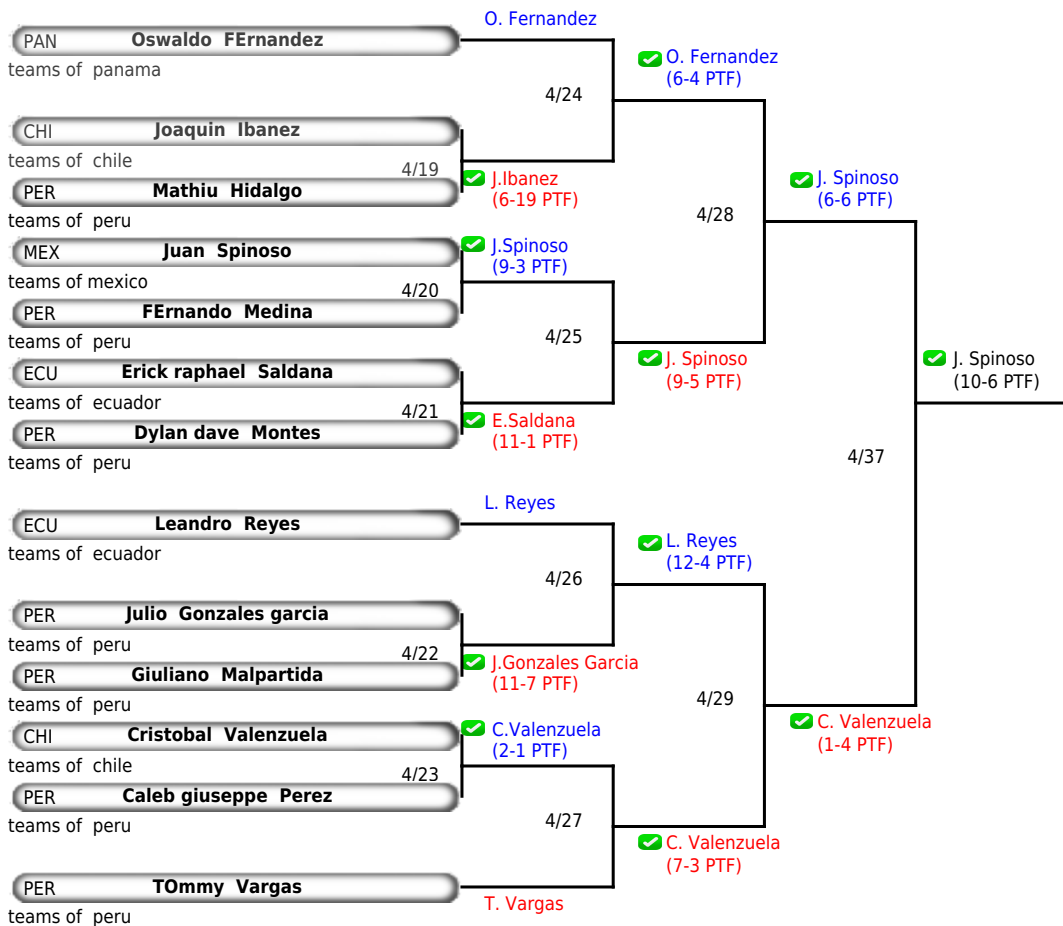 O. Fernandez
PAN Oswaldo FErnandez
teams of panama
O. Fernandez
(6-4 PTF)
4/24
CHI Joaquin Ibanez
teams of chile
4/19
PER Mathiu Hidalgo
teams of peru
J.Ibanez
(6-19 PTF)
J. Spinoso
(6-6 PTF)
4/28
MEX Juan Spinoso
teams of mexico
J.Spinoso
(9-3 PTF)
4/20
PER FErnando Medina
teams of peru
4/25
J. Spinoso
(9-5 PTF)
J. Spinoso
(10-6 PTF)
ECU Erick raphael Saldana
teams of ecuador
4/21
PER Dylan dave Montes
teams of peru
E.Saldana
(11-1 PTF)
4/37
L. Reyes
ECU Leandro Reyes
teams of ecuador
L. Reyes
(12-4 PTF)
4/26
PER Julio Gonzales garcia
teams of peru
4/22
PER Giuliano Malpartida
teams of peru
J.Gonzales Garcia
(11-7 PTF)
4/29
C. Valenzuela
(1-4 PTF)
CHI Cristobal Valenzuela
teams of chile
C.Valenzuela
(2-1 PTF)
4/23
PER Caleb giuseppe Perez
teams of peru
4/27
C. Valenzuela
(7-3 PTF)
PER TOmmy Vargas
teams of peru
T. Vargas